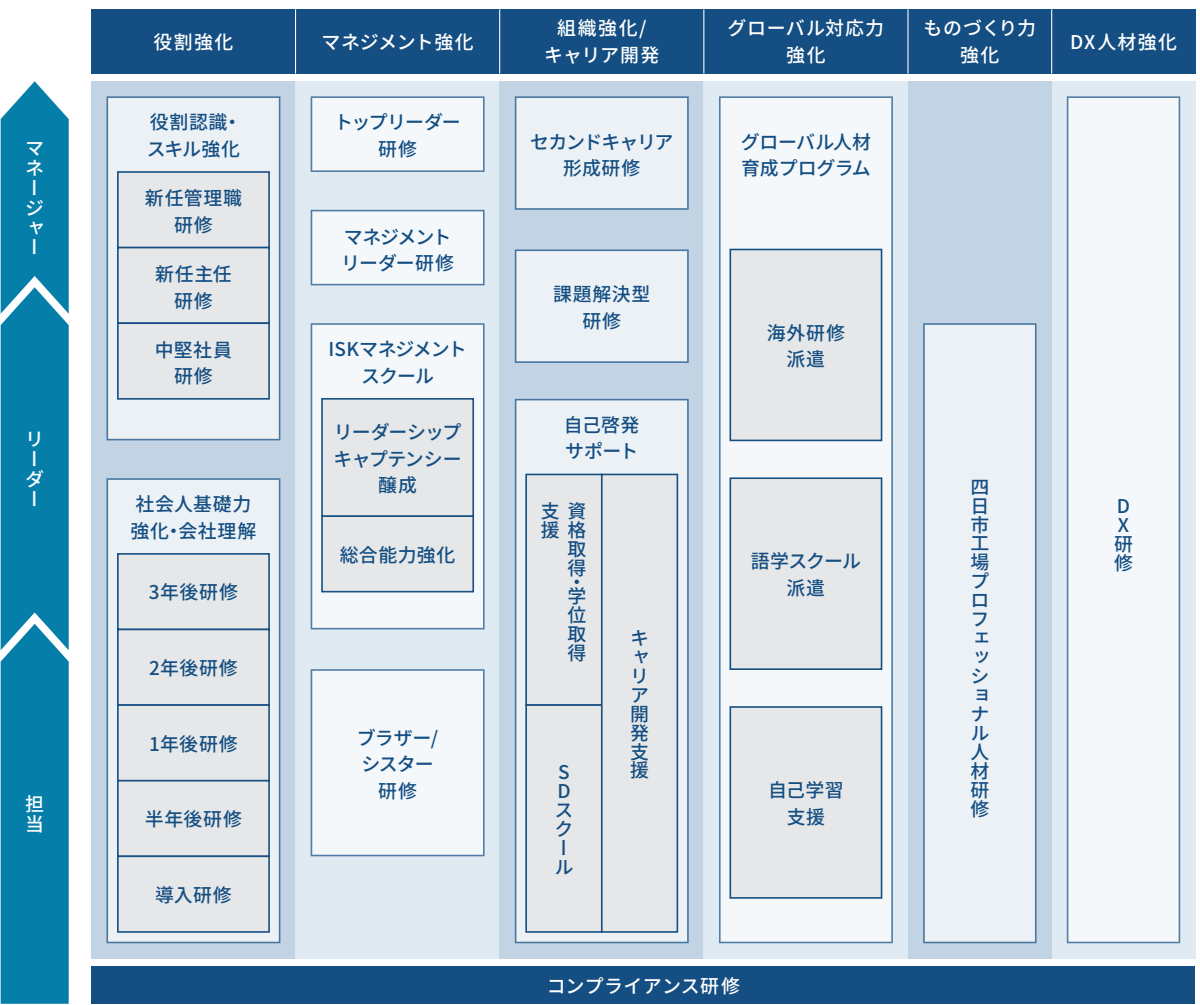 役割強化
マネジメント強化
組織強化/
キャリア開発
グローバル対応力
強化
ものづくり力
強化
DX人材強化
マネージャー
リーダー
担当
役割認識・
スキル強化
新任管理職
研修
新任主任
研修
中堅社員
研修
社会人基礎力
強化・会社理解
3年後研修
2年後研修
1年後研修
半年後研修
導入研修
トップリーダー
研修
マネジメント
リーダー研修
ISKマネジメント
スクール
リーダーシップ
キャプテンシー
醸成
総合能力強化
ブラザー/
シスター
研修
セカンドキャリア
形成研修
課題解決型
研修
自己啓発
サポート
資格取得・学位取得
支援
SDスクール
キャリア開発支援
グローバル人材
育成プログラム
海外研修
派遣
語学スクール
派遣
自己学習
支援
四日市工場プロフェッショナル人材研修
DX研修
コンプライアンス研修